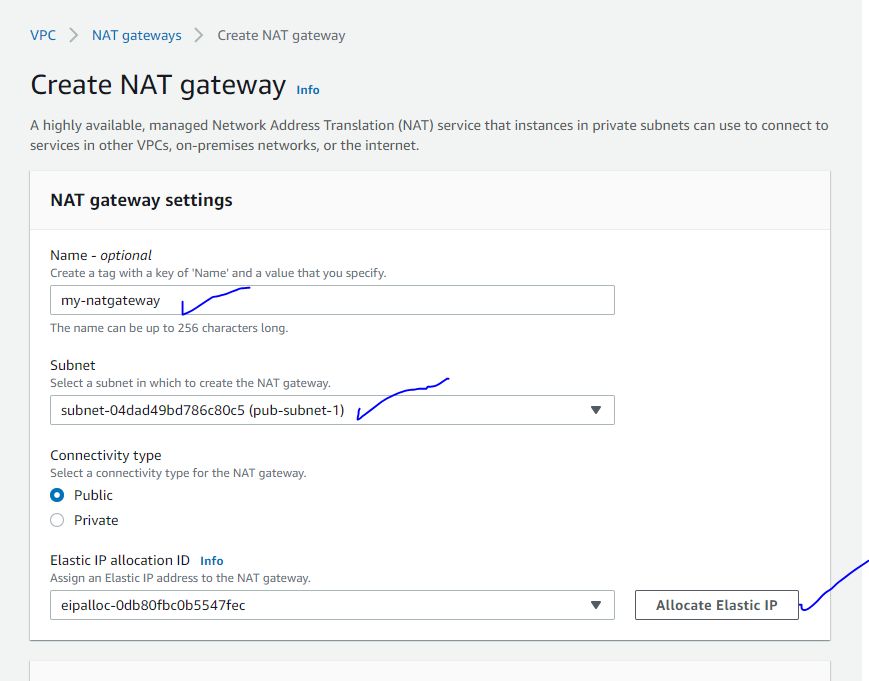 VPC > NAT gateways > Create NAT gateway
Create NAT gateway Info
A highly available, managed Network Address Translation (NAT) service that instances in private subnets can use to connect to
services in other VPCs, on-premises networks, or the internet.
NAT gateway settings
Name - optional
Create a tag with a key of 'Name' and a value that you specify.
my-natgateway
The name can be up to 256 characters long.
Subnet
Select a subnet in which to create the NAT gateway.
subnet-04dad49bd786c80c5 (pub-subnet-1)
Connectivity type
Select a connectivity type for the NAT gateway.
Public
Private
Elastic IP allocation ID Info
Assign an Elastic IP address to the NAT gateway.
eipalloc-0db80fbc0b5547fec Allocate Elastic IP